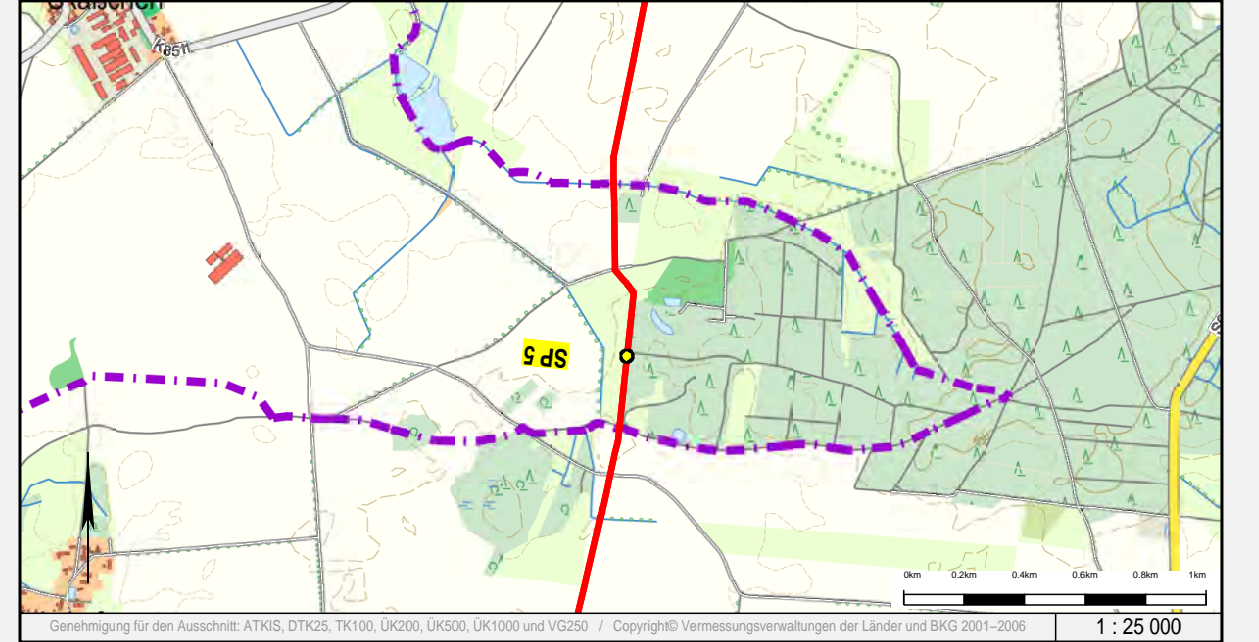 K8511
SP 5
0km 0.2km 0.4km 0.6km 0.8km 1km
Genehmigung für den Ausschnitt: ATKIS, DTK25, TK100, ÜK200, ÜK500, ÜK1000 und VG250 / Copyright© Vermessungsverwaltungen der Länder und BKG 2001–2006
1 : 25 000